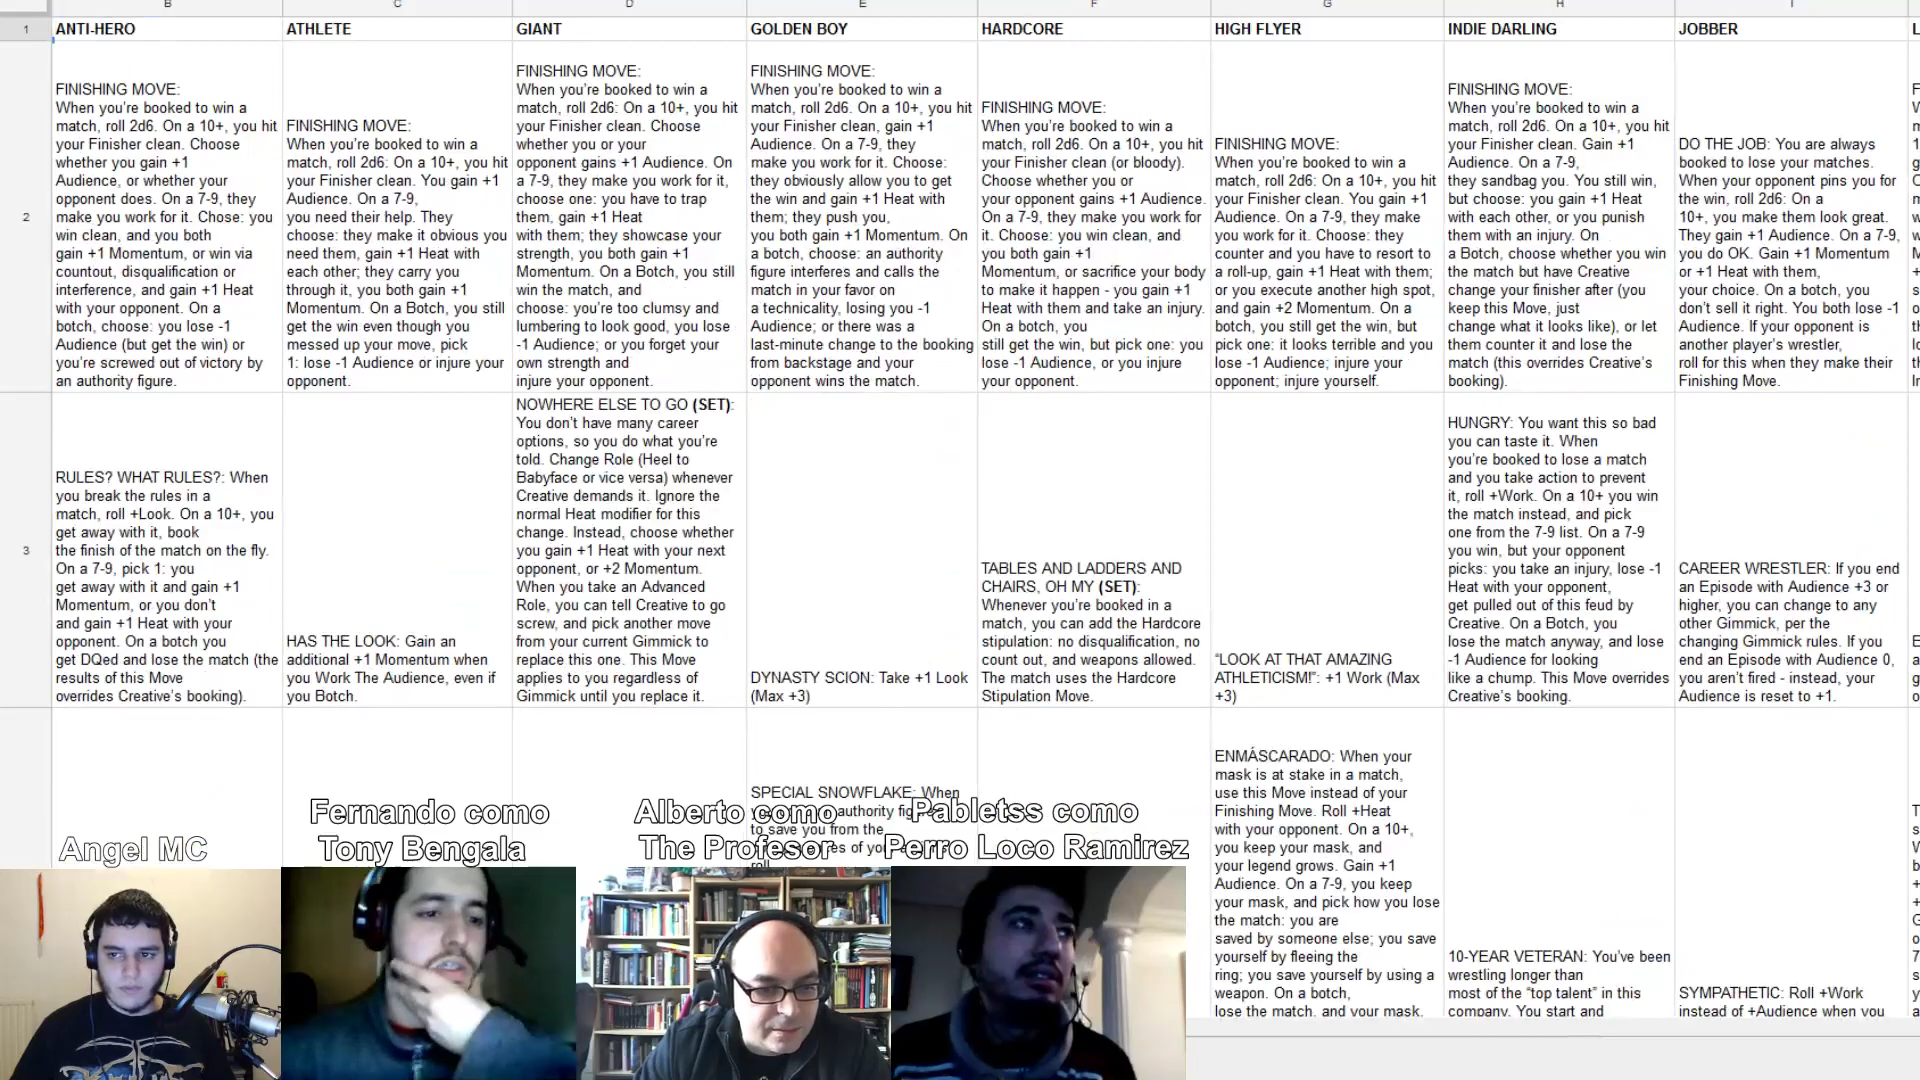 B C D E F G H I
1 ANTI-HERO ATHLETE GIANT GOLDEN BOY HARDCORE HIGH FLYER INDIE DARLING JOBBER
2
FINISHING MOVE:
When you’re booked to win a
match, roll 2d6: On a 10+, you hit
your Finisher clean. Choose
whether you gain +1
Audience, or whether your
opponent does. On a 7-9, they
make you work for it. Chose: you
win clean, and you both
gain +1 Momentum, or win via
countout, disqualification or
interference, and gain +1 Heat
with your opponent. On a
botch, choose: you lose -1
Audience (but get the win) or
you’re screwed out of victory by
an authority figure.
FINISHING MOVE:
When you’re booked to win a
match, roll 2d6: On a 10+, you hit
your Finisher clean. You gain +1
Audience. On a 7-9,
you need their help. They
choose: they make it obvious you
need them, gain +1 Heat with
each other; they carry you
through it, you both gain +1
Momentum. On a Botch, you still
get the win even though you
messed up your move, pick
1: lose -1 Audience or injure your
opponent.
FINISHING MOVE:
When you’re booked to win a
match, roll 2d6: On a 10+, you hit
your Finisher clean. Choose
whether you or your
opponent gains +1 Audience. On
a 7-9, they make you work for it,
choose one: you have to trap
them, gain +1 Heat
with them; they showcase your
strength, you both gain +1
Momentum. On a Botch, you still
win the match, and
choose: you’re too clumsy and
lumbering to look good, you lose
-1 Audience; or you forget your
own strength and
injure your opponent.
FINISHING MOVE:
When you’re booked to win a
match, roll 2d6. On a 10+, you hit
your Finisher clean, gain +1
Audience. On a 7-9, they
make you work for it. Choose:
they obviously allow you to get
the win and gain +1 Heat with
them; they push you,
you both gain +1 Momentum. On
a botch, choose: an authority
figure interferes and calls the
match in your favor on
a technicality, losing you -1
Audience; or there was a
last-minute change to the booking
from backstage and your
opponent wins the match.
FINISHING MOVE:
When you’re booked to win a
match, roll 2d6: On a 10+, you hit
your Finisher clean (or bloody).
Choose whether you or
your opponent gains +1 Audience.
On a 7-9, they make you work for
it. Choose: you win clean, and
you both gain +1
Momentum, or sacrifice your body
to make it happen - you gain +1
Heat with them and take an injury.
On a botch, you
still get the win, but pick one: you
lose -1 Audience, or you injure
your opponent.
FINISHING MOVE:
When you’re booked to win a
match, roll 2d6: On a 10+, you hit
your Finisher clean. You gain +1
Audience. On a 7-9, they make
you work for it. Choose: they
counter and you have to resort to
a roll-up, gain +1 Heat with them;
or you execute another high spot,
and gain +2 Momentum. On a
botch, you still get the win, but
pick one: it looks terrible and you
lose -1 Audience; injure your
opponent; injure yourself.
FINISHING MOVE:
When you’re booked to win a
match, roll 2d6: On a 10+, you hit
your Finisher clean. Gain +1
Audience. On a 7-9,
they sandbag you. You still win,
but choose: you gain +1 Heat
with each other, or you punish
them with an injury. On
a Botch, choose whether you win
the match but have Creative
change your finisher after (you
keep this Move, just
change what it looks like), or let
them counter it and lose the
match (this overrides Creative’s
booking).
DO THE JOB: You are always
booked to lose your matches.
When your opponent pins you for
the win, roll 2d6: On a
10+, you make them look great.
They gain +1 Audience. On a 7-9,
you do OK. Gain +1 Momentum
or +1 Heat with them,
your choice. On a botch, you
don’t sell it right. You both lose -1
Audience. If your opponent is
another player’s wrestler,
roll for this when they make their
Finishing Move.
3
RULES? WHAT RULES?: When
you break the rules in a
match, roll +Look. On a 10+, you
get away with it, book
the finish of the match on the fly.
On a 7-9, pick 1: you
get away with it and gain +1
Momentum, or you don’t
and gain +1 Heat with your
opponent. On a botch you
get DQed and lose the match (the
results of this Move
overrides Creative’s booking).
HAS THE LOOK: Gain an
additional +1 Momentum when
you Work The Audience, even if
you Botch.
NOWHERE ELSE TO GO (SET):
You don’t have many career
options, so you do what you’re
told. Change Role (Heel to
Babyface or vice versa) whenever
Creative demands it. Ignore the
normal Heat modifier for this
change. Instead, choose whether
you gain +1 Heat with your next
opponent, or +2 Momentum.
When you take an Advanced
Role, you can tell Creative to go
screw, and pick another move
from your current Gimmick to
replace this one. This Move
applies to you regardless of
Gimmick until you replace it.
DYNASTY SCION: Take +1 Look
(Max +3)
TABLES AND LADDERS AND
CHAIRS, OH MY (SET):
Whenever you’re booked in a
match, you can add the Hardcore
stipulation: no disqualification, no
count out, and weapons allowed.
The match uses the Hardcore
Stipulation Move.
“LOOK AT THAT AMAZING
ATHLETICISM!”: +1 Work (Max
+3)
HUNGRY: You want this so bad
you can taste it. When
you’re booked to lose a match
and you take action to prevent
it, roll +Work. On a 10+ you win
the match instead, and pick
one from the 7-9 list. On a 7-9
you win, but your opponent
picks: you take an injury, lose -1
Heat with your opponent,
get pulled out of this feud by
Creative. On a Botch, you
lose the match anyway, and lose
-1 Audience for looking
like a chump. This Move overrides
Creative’s booking.
CAREER WRESTLER: If you end
an Episode with Audience +3 or
higher, you can change to any
other Gimmick, per the
changing Gimmick rules. If you
end an Episode with Audience 0,
you aren’t fired - instead, your
Audience is reset to +1.
SPECIAL SNOWFLAKE: When
authority
to save you from the
of
roll
ENMÁSCARADO: When your
mask is at stake in a match,
use this Move instead of your
Finishing Move. Roll +Heat
with your opponent. On a 10+,
you keep your mask, and
your legend grows. Gain +1
Audience. On a 7-9, you keep
your mask, and pick how you lose
the match: you are
saved by someone else; you save
yourself by fleeing the
ring; you save yourself by using a
weapon. On a botch,
lose the match, and your mask.
10-YEAR VETERAN: You’ve been
wrestling longer than
most of the “top talent” in this
company. You start and
SYMPATHETIC: Roll +Work
instead of +Audience when you
Angel MC
Fernando como
Tony Bengala
Alberto como
The Profesor
Pabletss como
Perro Loco Ramirez